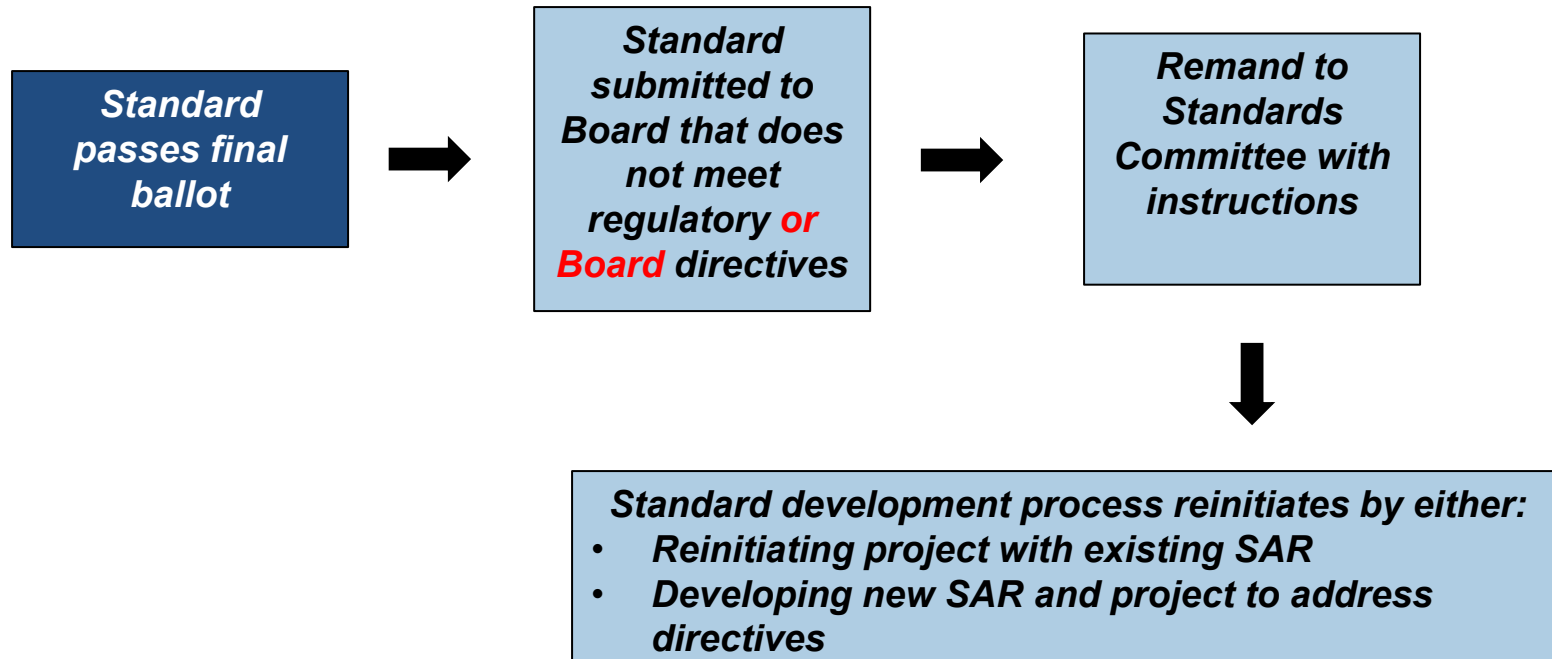 Standard
passes final
ballot
Standard
submitted to
Board that does
not meet
regulatory or
Board directives
Remand to
Standards
Committee with
instructions
Standard development process reinitiates by either:
• Reinitiating project with existing SAR
• Developing new SAR and project to address
directives